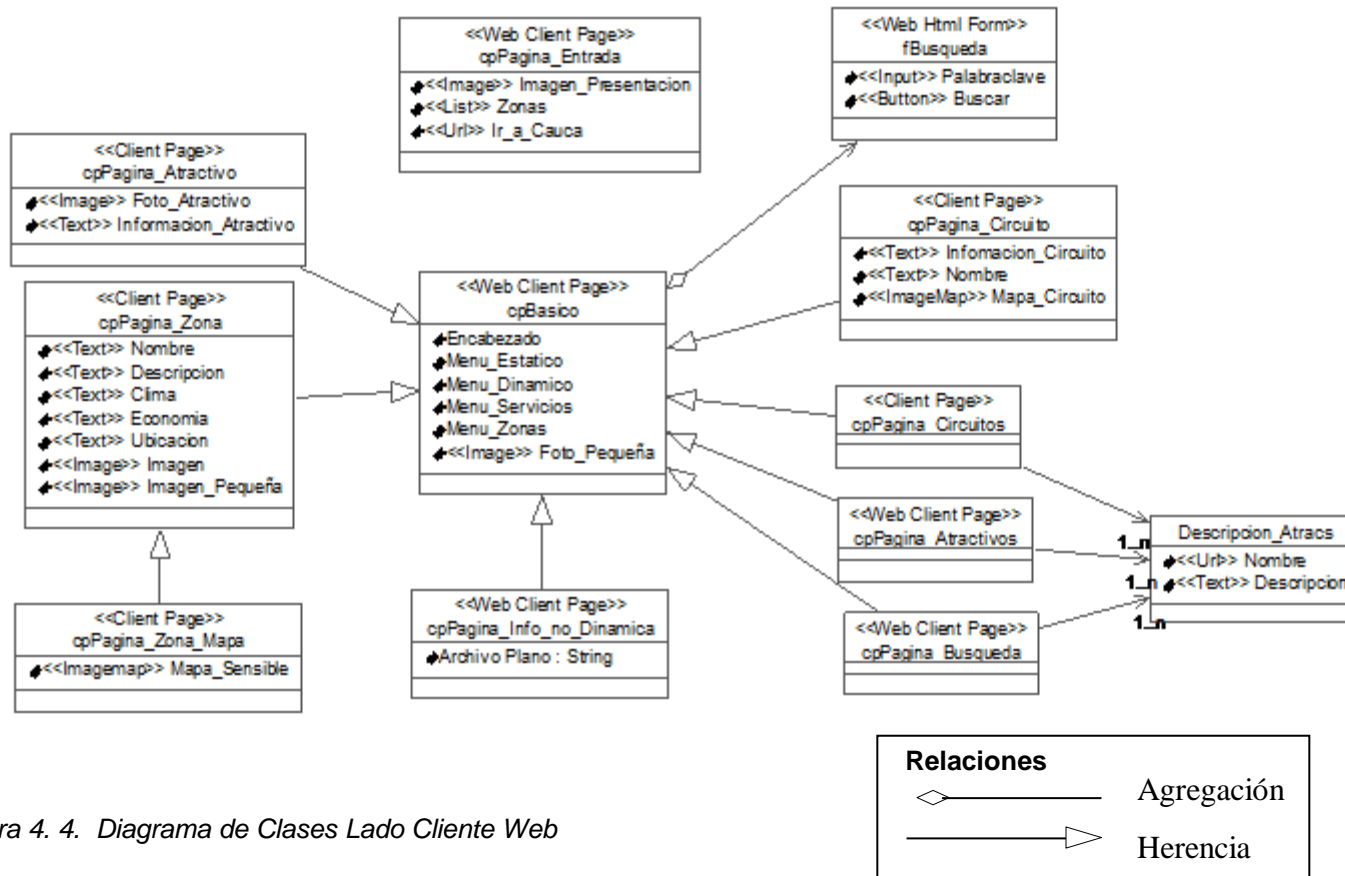 <<Web Client Page>>
cpPagina_Entrada
<<Image>> Imagen_Presentacion
<<List>> Zonas
<<Url>> Ir_a_Cauca
<<Web Html Form>>
fBusqueda
<<Input>> Palabraclave
<<Button>> Buscar
<<Client Page>>
cpPagina_Atractivo
<<Image>> Foto_Atractivo
<<Text>> Informacion_Atractivo
<<Client Page>>
cpPagina_Circuito
<<Text>> Infomacion_Circuito
<<Text>> Nombre
<<ImageMap>> Mapa_Circuito
<<Client Page>>
cpPagina_Zona
<<Text>> Nombre
<<Text>> Descripcion
<<Text>> Clima
<<Text>> Economia
<<Text>> Ubicacion
<<Image>> Imagen
<<Image>> Imagen_Pequeña
<<Web Client Page>>
cpBasico
Encabezado
Menu_Estatico
Menu_Dinamico
Menu_Servicios
Menu_Zonas
<<Image>> Foto_Pequeña
<<Client Page>>
cpPagina_Circuitos
<<Web Client Page>>
cpPagina_Atractivos
Descripcion_Atracs
<<Url>> Nombre
<<Text>> Descripcion
1..n
1..n
1..n
<<Client Page>>
cpPagina_Zona_Mapa
<<Imagemap>> Mapa_Sensible
<<Web Client Page>>
cpPagina_Info_no_Dinamica
Archivo Plano : String
<<Web Client Page>>
cpPagina_Busqueda
Relaciones
Agregación
Herencia
ra 4. 4. Diagrama de Clases Lado Cliente Web